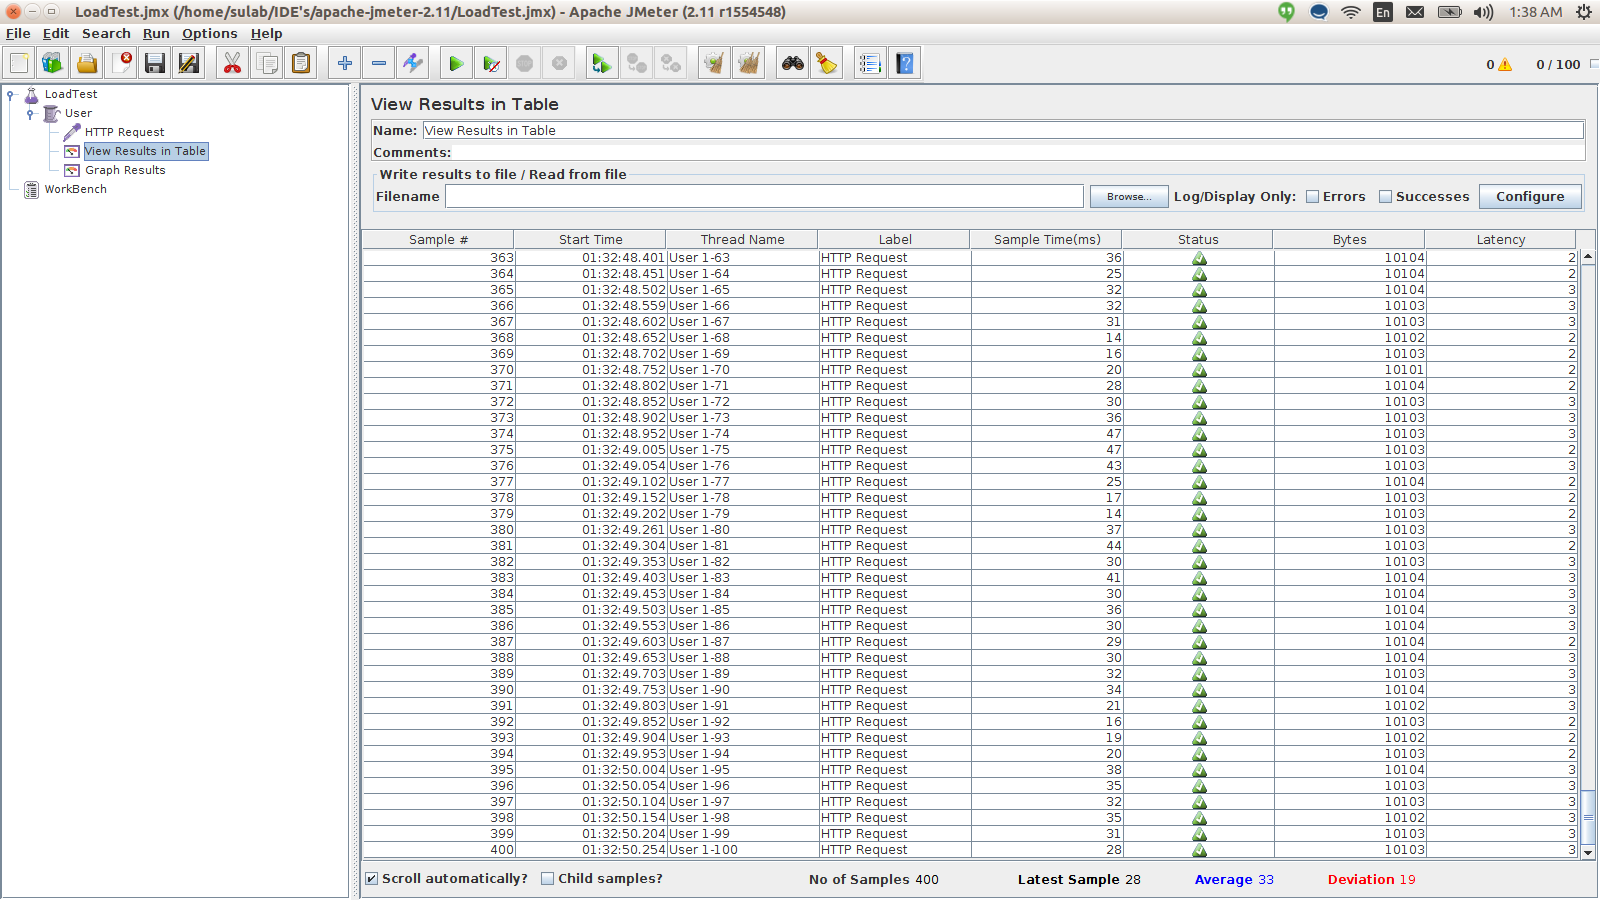 LoadTest.jmx (/home/sulab/IDE's/apache-jmeter-2.11/LoadTest.jmx) - Apache JMeter (2.11 r1554548) En 1:38 AM
File Edit Search Run Options Help
0 0 / 100
LoadTest
User
HTTP Request
View Results in Table
Graph Results
WorkBench
View Results in Table
Name: View Results in Table
Comments:
Write results to file / Read from file
Filename Browse... Log/Display Only: Errors Successes Configure
Sample # Start Time Thread Name Label Sample Time(ms) Status Bytes Latency
363 01:32:48.401 User 1-63 HTTP Request 36 10104 2
364 01:32:48.451 User 1-64 HTTP Request 25 10104 2
365 01:32:48.502 User 1-65 HTTP Request 32 10104 3
366 01:32:48.559 User 1-66 HTTP Request 32 10103 3
367 01:32:48.602 User 1-67 HTTP Request 31 10103 3
368 01:32:48.652 User 1-68 HTTP Request 14 10102 2
369 01:32:48.702 User 1-69 HTTP Request 16 10103 2
370 01:32:48.752 User 1-70 HTTP Request 20 10101 2
371 01:32:48.802 User 1-71 HTTP Request 28 10104 2
372 01:32:48.852 User 1-72 HTTP Request 30 10103 3
373 01:32:48.902 User 1-73 HTTP Request 36 10103 3
374 01:32:48.952 User 1-74 HTTP Request 47 10103 3
375 01:32:49.005 User 1-75 HTTP Request 47 10103 2
376 01:32:49.054 User 1-76 HTTP Request 43 10103 3
377 01:32:49.102 User 1-77 HTTP Request 25 10104 2
378 01:32:49.152 User 1-78 HTTP Request 17 10103 2
379 01:32:49.202 User 1-79 HTTP Request 14 10103 2
380 01:32:49.261 User 1-80 HTTP Request 37 10103 3
381 01:32:49.304 User 1-81 HTTP Request 44 10103 2
382 01:32:49.353 User 1-82 HTTP Request 30 10103 3
383 01:32:49.403 User 1-83 HTTP Request 41 10104 3
384 01:32:49.453 User 1-84 HTTP Request 30 10104 3
385 01:32:49.503 User 1-85 HTTP Request 36 10104 3
386 01:32:49.553 User 1-86 HTTP Request 30 10103 3
387 01:32:49.603 User 1-87 HTTP Request 29 10104 2
388 01:32:49.653 User 1-88 HTTP Request 30 10104 3
389 01:32:49.703 User 1-89 HTTP Request 32 10103 3
390 01:32:49.753 User 1-90 HTTP Request 34 10104 3
391 01:32:49.803 User 1-91 HTTP Request 21 10102 3
392 01:32:49.852 User 1-92 HTTP Request 16 10103 2
393 01:32:49.904 User 1-93 HTTP Request 19 10102 2
394 01:32:49.953 User 1-94 HTTP Request 20 10103 2
395 01:32:50.004 User 1-95 HTTP Request 38 10104 3
396 01:32:50.054 User 1-96 HTTP Request 35 10103 3
397 01:32:50.104 User 1-97 HTTP Request 32 10103 3
398 01:32:50.154 User 1-98 HTTP Request 35 10102 3
399 01:32:50.204 User 1-99 HTTP Request 31 10103 3
400 01:32:50.254 User 1-100 HTTP Request 28 10103 3
Scroll automatically? Child samples? No of Samples 400 Latest Sample 28 Average 33 Deviation 19